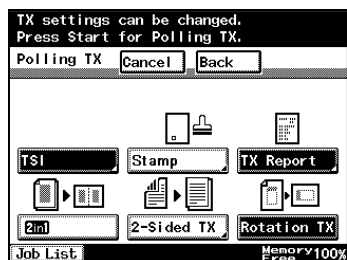 TX settings can be changed.
Press Start for Polling TX.
Polling TX Cancel Back
TSI Stamp TX Report
2in1 2-Sided TX Rotation TX
Job List Memory Free 100%